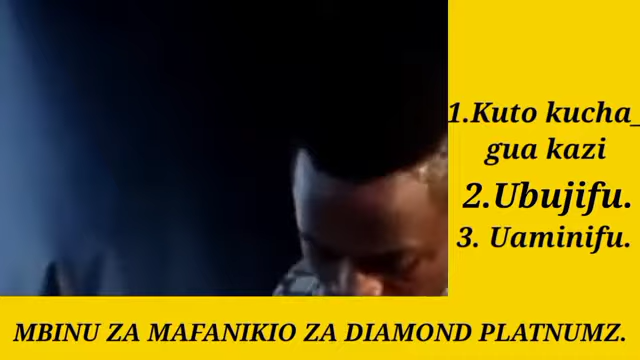 1.Kuto kucha_
gua kazi
2.Ubujifu.
3. Uaminifu.
MBINU ZA MAFANIKIO ZA DIAMOND PLATNUMZ.